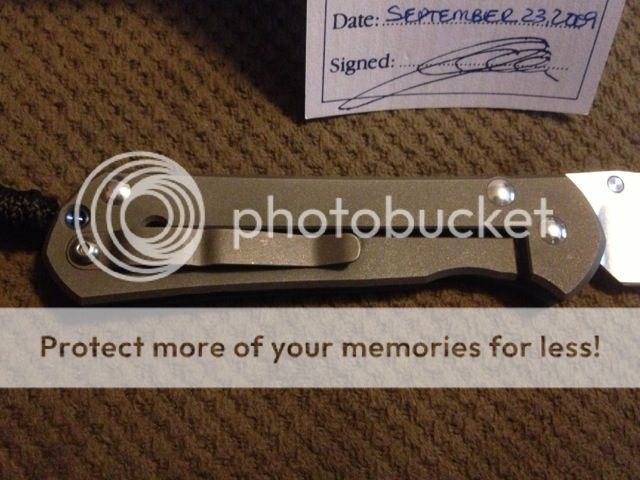 Date: SEPTEMBER 23, 2009
Signed:
photobucket
Protect more of your memories for less!